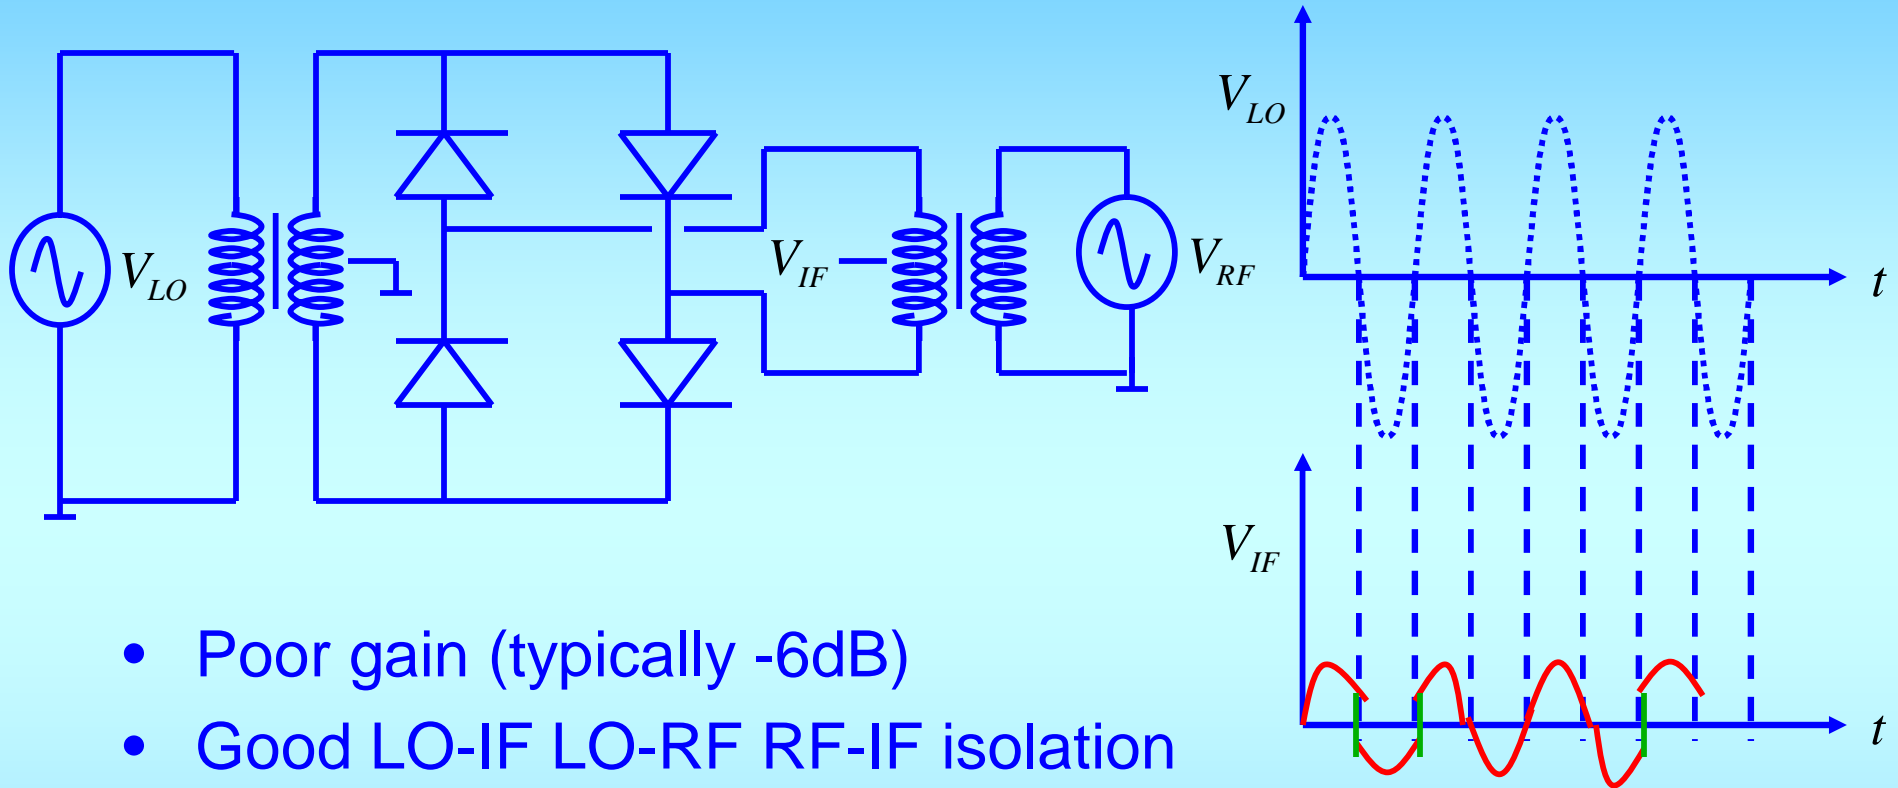 V_LO
V_IF
V_RF
V_LO
t
V_IF
t
• Poor gain (typically -6dB)
• Good LO-IF LO-RF RF-IF isolation